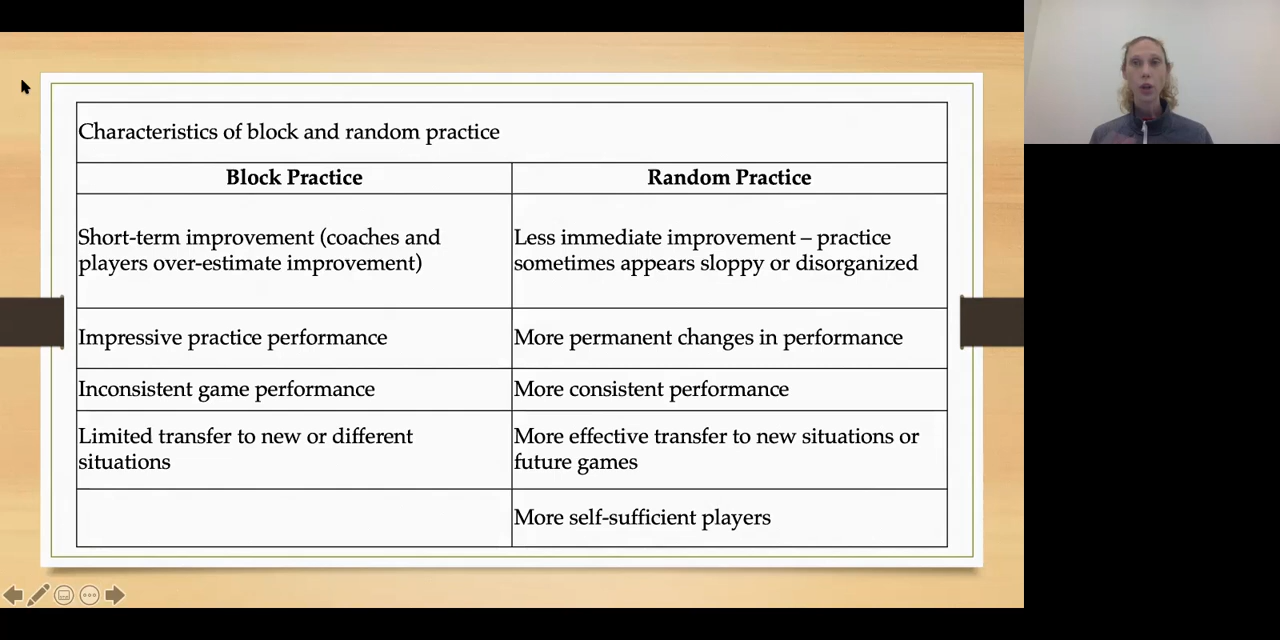 Characteristics of block and random practice
Block Practice
Random Practice
Short-term improvement (coaches and
players over-estimate improvement)
Less immediate improvement – practice
sometimes appears sloppy or disorganized
Impressive practice performance
More permanent changes in performance
Inconsistent game performance
More consistent performance
Limited transfer to new or different
situations
More effective transfer to new situations or
future games
More self-sufficient players